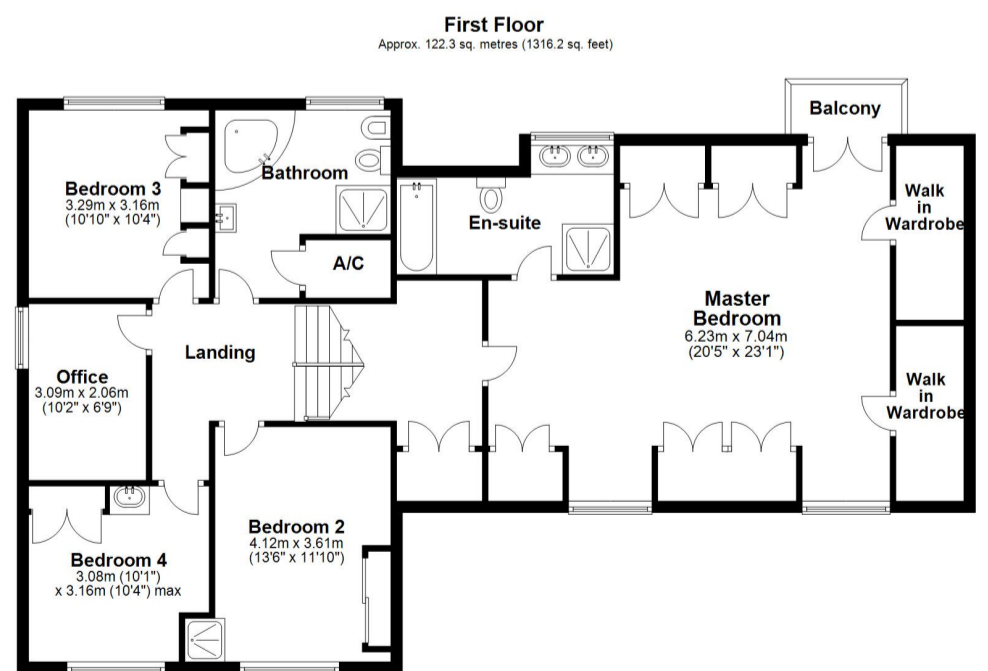 First Floor
Approx. 122.3 sq. metres (1316.2 sq. feet)
Balcony
Bedroom 3
3.29m x 3.16m
(10'10" x 10'4")
Bathroom
En-suite
A/C
Walk
in
Wardrobe
Master
Bedroom
6.23m x 7.04m
(20'5" x 23'1")
Landing
Office
3.09m x 2.06m
(10'2" x 6'9")
Walk
in
Wardrobe
Bedroom 2
4.12m x 3.61m
(13'6" x 11'10")
Bedroom 4
3.08m (10'1")
x 3.16m (10'4") max